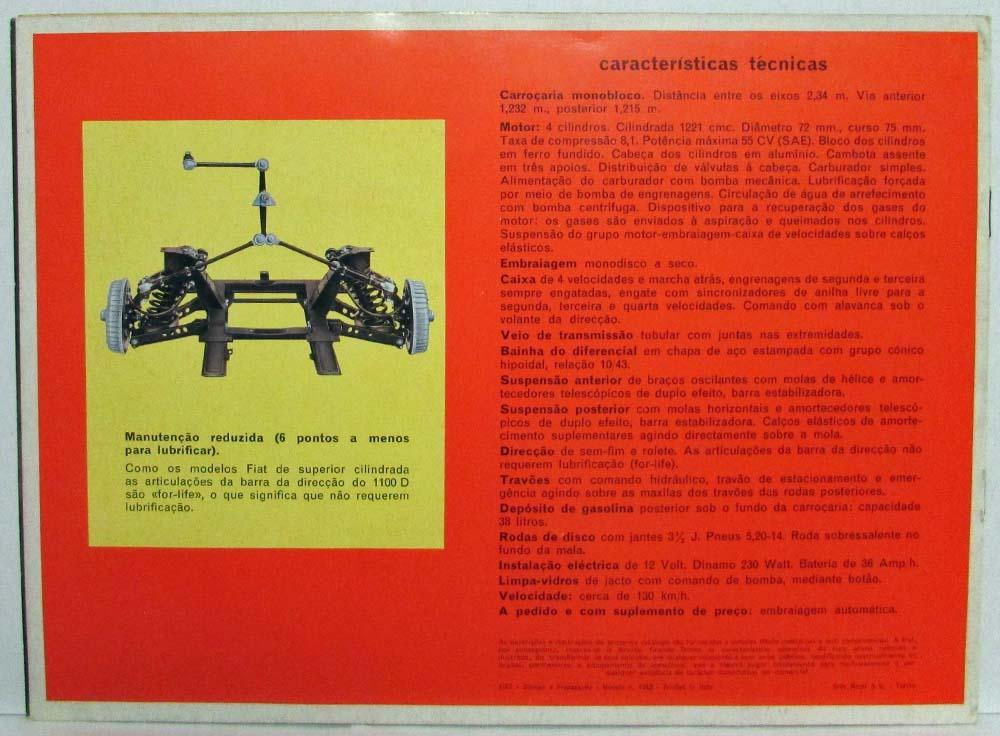 Manutenção reduzida (6 pontos a menos
para lubrificar).
Como os modelos Fiat de superior cilindrada
as articulações da barra da direcção do 1100 D
são «for-life», o que significa que não requerem
lubrificação.
características técnicas
Carroçaria monobloco. Distância entre os eixos 2,34 m. Via anterior
1,232 m., posterior 1,215 m.
Motor: 4 cilindros. Cilindrada 1221 cmc. Diâmetro 72 mm., curso 75 mm.
Taxa de compressão 8,1. Potência máxima 55 CV (SAE). Bloco dos cilindros
em ferro fundido. Cabeça dos cilindros em alumínio. Cambota assente
em três apoios. Distribuição de válvulas à cabeça. Carburador simples.
Alimentação do carburador com bomba mecânica. Lubrificação forçada
por meio de bomba de engrenagens. Circulação de água de arrefecimento
com bomba centrífuga. Dispositivo para a recuperação dos gases do
motor: os gases são enviados à aspiração e queimados nos cilindros.
Suspensão do grupo motor-embraiagem-caixa de velocidades sobre calços
elásticos.
Embraiagem monodisco a seco.
Caixa de 4 velocidades e marcha atrás, engrenagens de segunda e terceira
sempre engatadas, engate com sincronizadores de anilha livre para a
segunda, terceira e quarta velocidades. Comando com alavanca sob o
volante da direcção.
Veio de transmissão tubular com juntas nas extremidades.
Bainha do diferencial em chapa de aço estampada com grupo cónico
hipoidal, relação 10/43.
Suspensão anterior de braços oscilantes com molas de hélice e amor-
tecedores telescópicos de duplo efeito, barra estabilizadora.
Suspensão posterior com molas horizontais e amortecedores telescó-
picos de duplo efeito, barra estabilizadora. Calços elásticos de amorte-
cimento suplementares agindo directamente sobre a mola.
Direcção de sem-fim e rolete. As articulações da barra da direcção não
requerem lubrificação (for-life).
Travões com comando hidráulico, travão de estacionamento e emer-
gência agindo sobre as maxilas dos travões das rodas posteriores.
Depósito de gasolina posterior sob o fundo da carroçaria: capacidade
38 litros.
Rodas de disco com jantes 3½ J. Pneus 5,20-14. Roda sobressalente no
fundo da mala.
Instalação eléctrica de 12 Volt. Dínamo 230 Watt. Bateria de 36 Amp h.
Limpa-vidros de jacto com comando de bomba, mediante botão.
Velocidade: cerca de 130 km/h.
A pedido e com suplemento de preço: embraiagem automática.